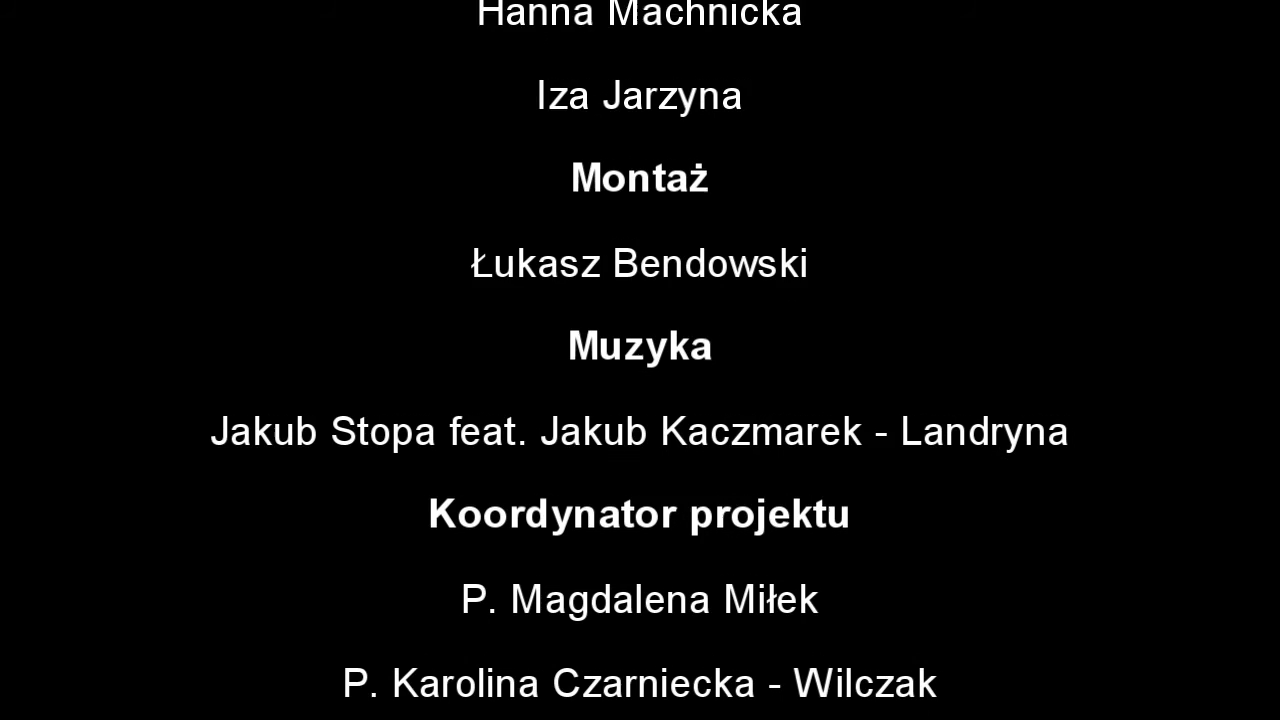 Hanna Machnicka
Iza Jarzyna
Montaż
Łukasz Bendowski
Muzyka
Jakub Stopa feat. Jakub Kaczmarek - Landryna
Koordynator projektu
P. Magdalena Miłek
P. Karolina Czarniecka - Wilczak